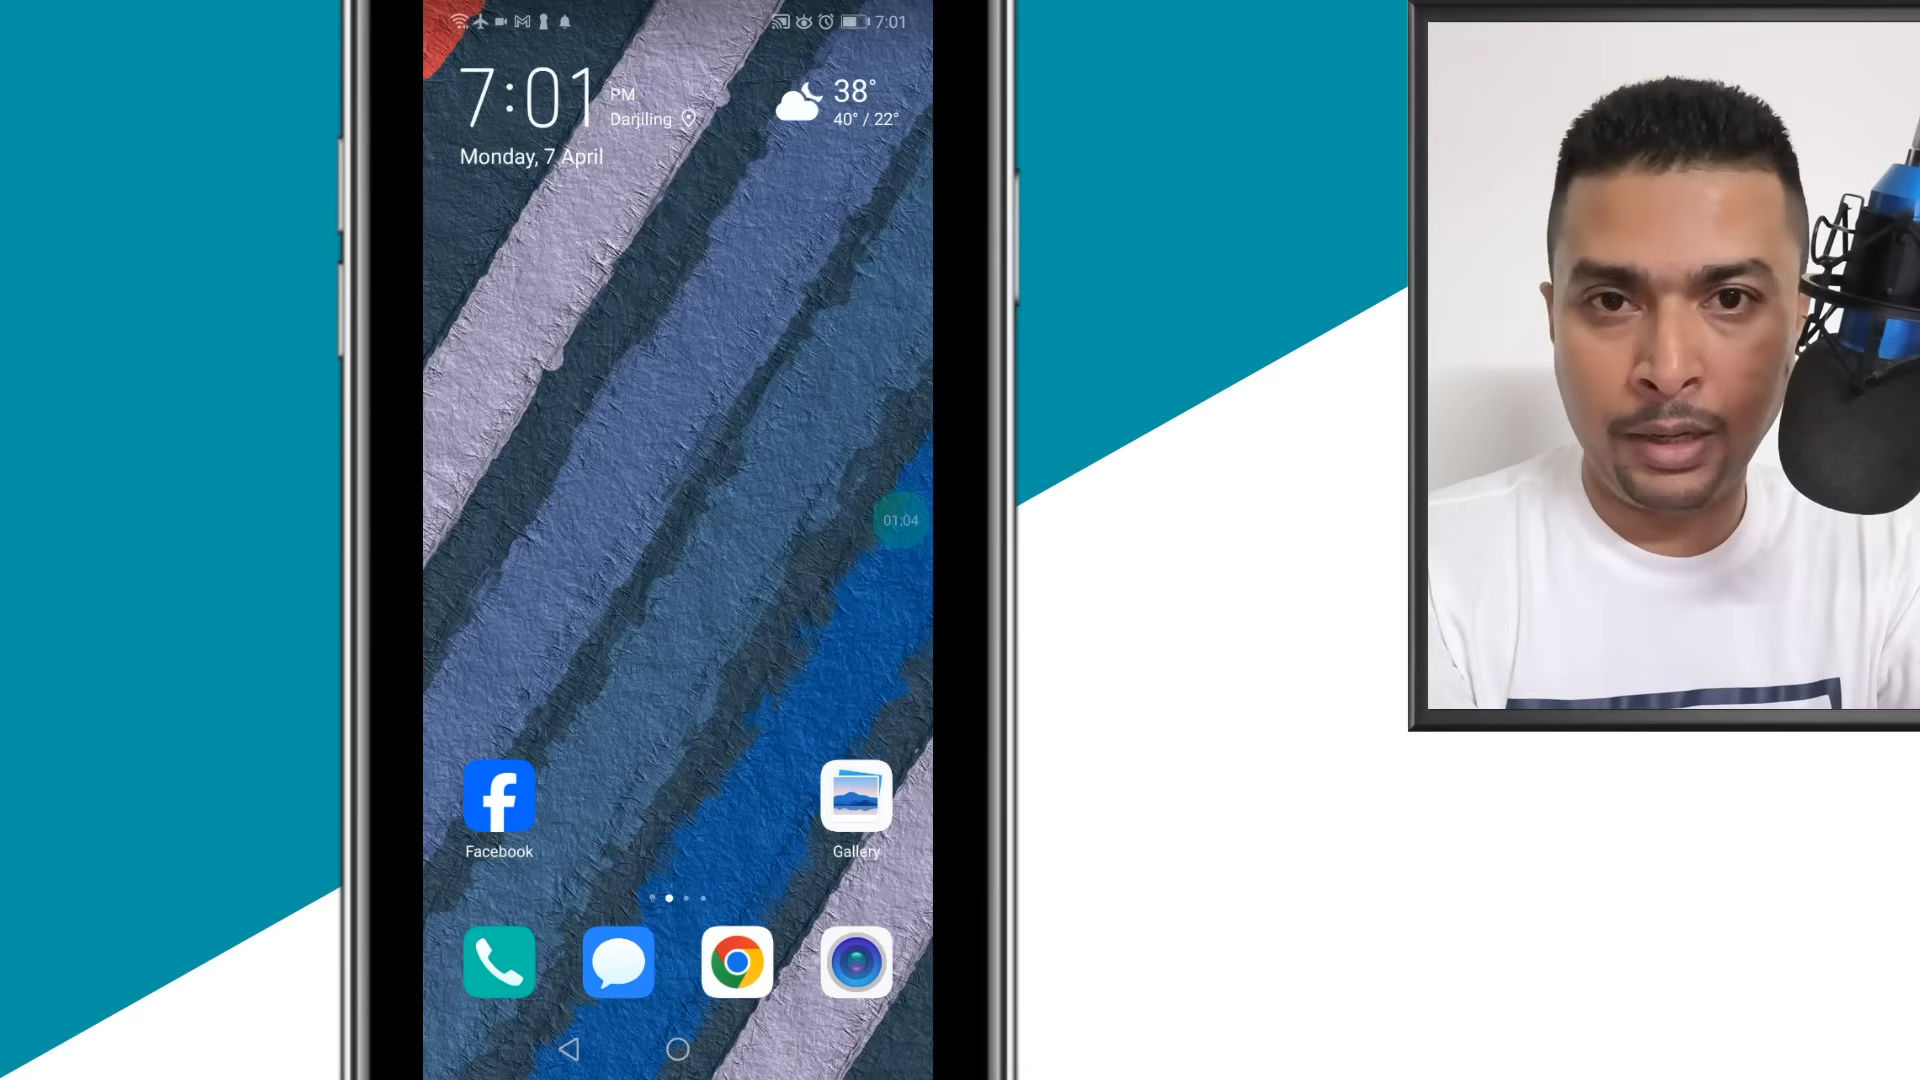 7:01
7:01
PM
Darjiling
38°
40° / 22°
Monday, 7 April
01:04
Facebook
Gallery